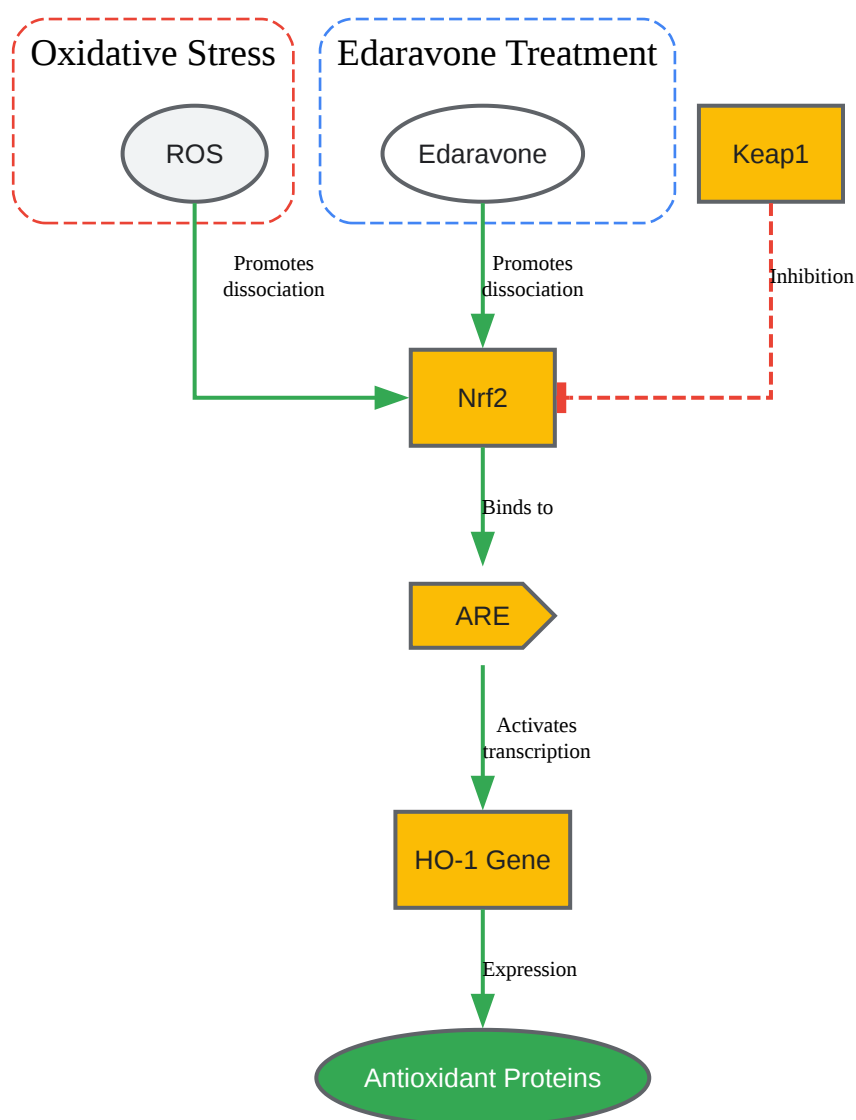 Oxidative Stress
Edaravone Treatment
ROS
Edaravone
Keap1
Promotes
dissociation
Promotes
dissociation
Inhibition
Nrf2
Binds to
ARE
Activates
transcription
HO-1 Gene
Expression
Antioxidant Proteins